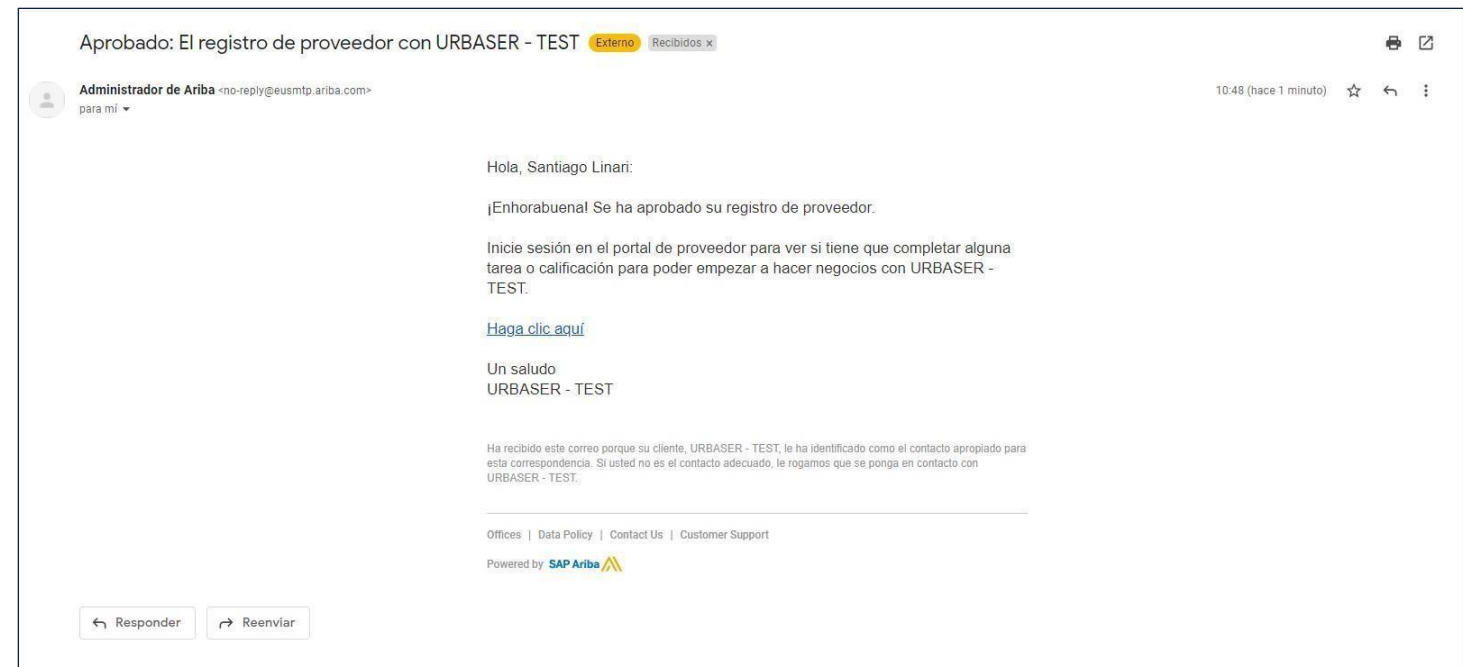 Aprobado: El registro de proveedor con URBASER - TEST Externo Recibidos x
Administrador de Ariba <no-reply@eusmtp.ariba.com>
10:48 (hace 1 minuto)
para mí
Hola, Santiago Linari:
¡Enhorabuena! Se ha aprobado su registro de proveedor.
Inicie sesión en el portal de proveedor para ver si tiene que completar alguna
tarea o calificación para poder empezar a hacer negocios con URBASER -
TEST.
Haga clic aquí
Un saludo
URBASER - TEST
Ha recibido este correo porque su cliente, URBASER - TEST, le ha identificado como el contacto apropiado para
esta correspondencia. Si usted no es el contacto adecuado, le rogamos que se ponga en contacto con
URBASER - TEST.
Offices | Data Policy | Contact Us | Customer Support
Powered by SAP Ariba
Responder Reenviar